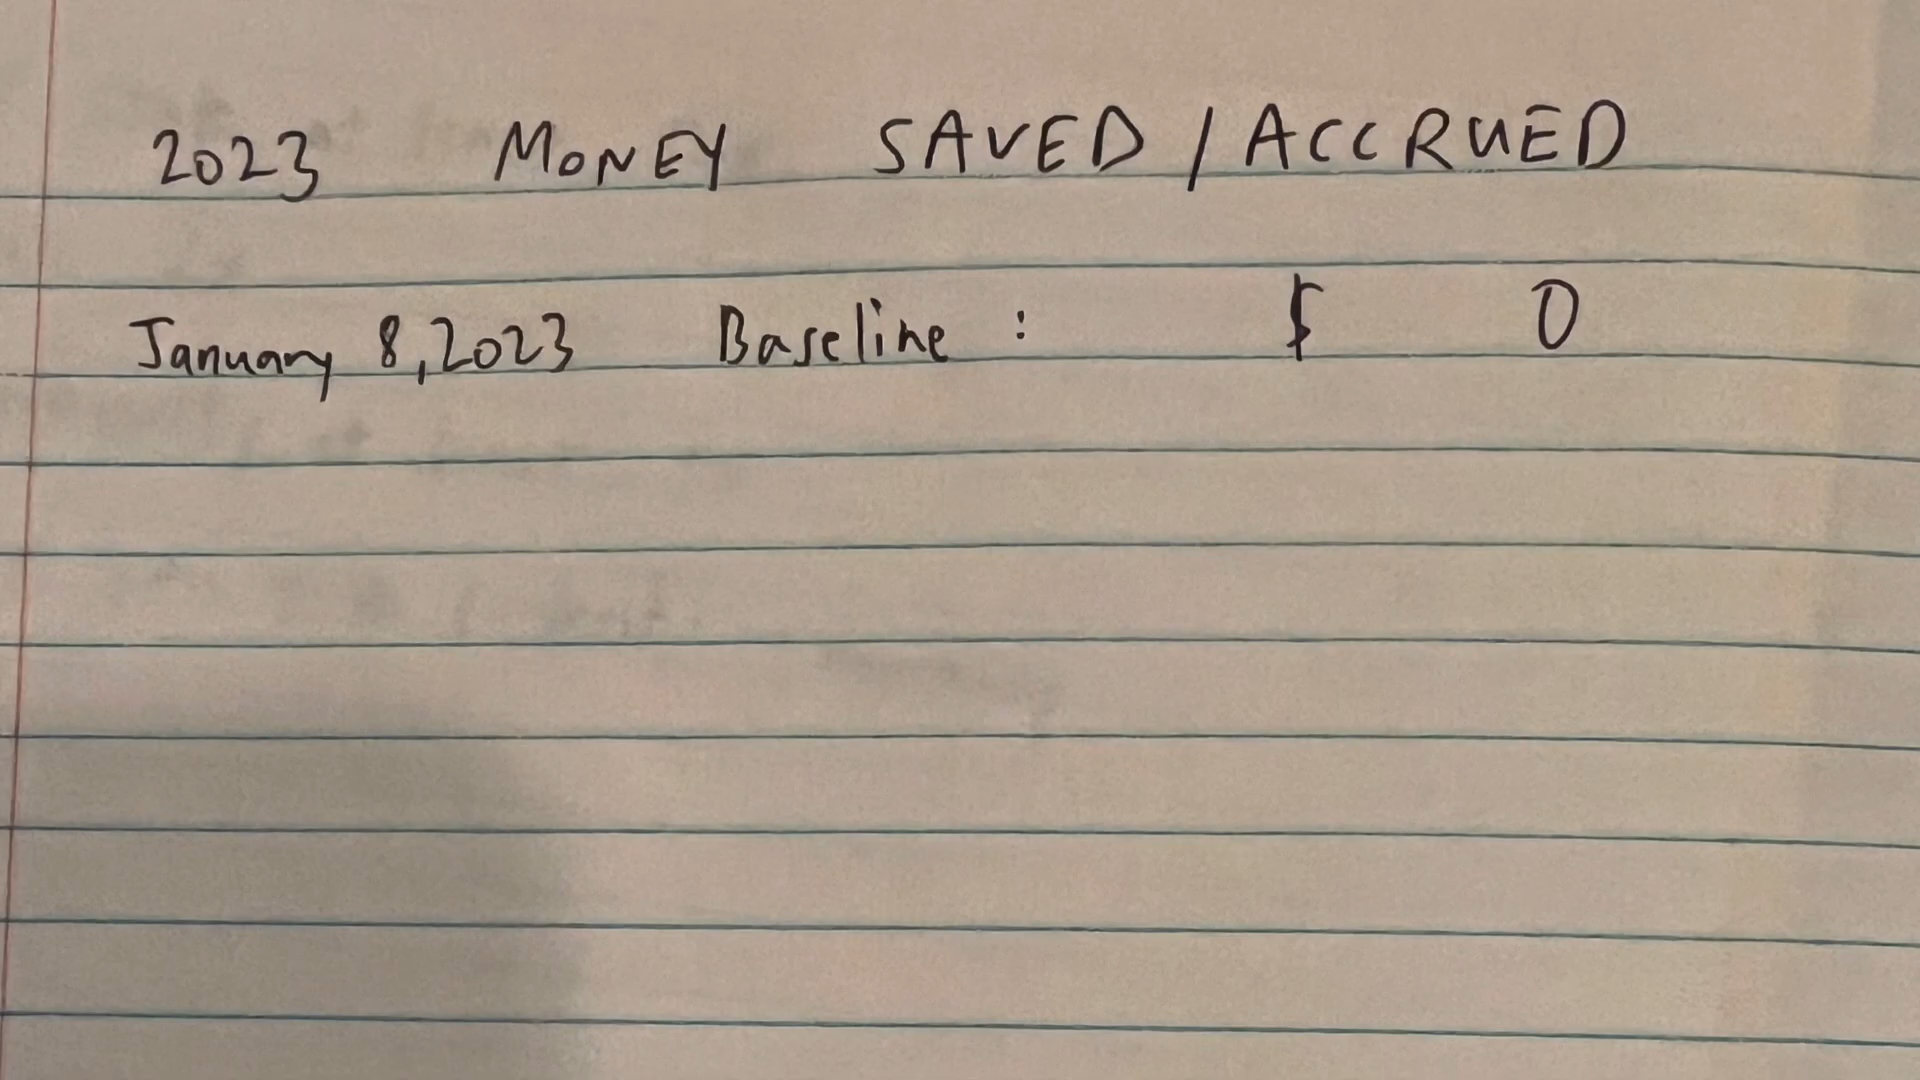 2023 MONEY SAVED / ACCRUED
January 8, 2023 Baseline : $ 0